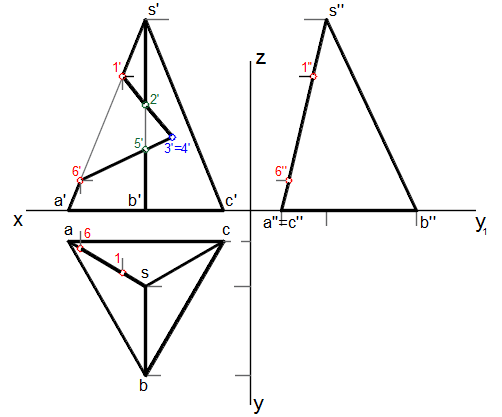 s' s''
z
1' 1''
2'
5' 3'=4'
6' 6''
a' b' c'
x a''=c'' b'' y₁
a 6 c
1 s
b
y